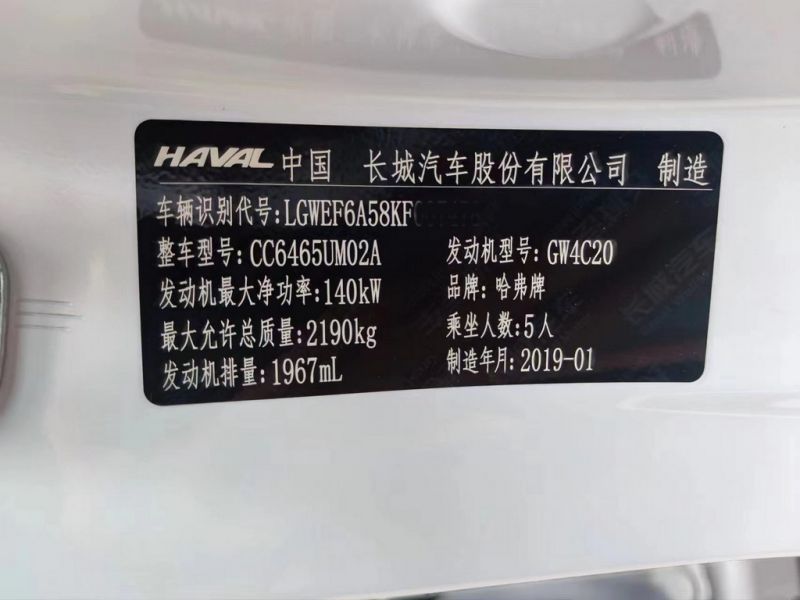 HAVAL 中国 长城汽车股份有限公司 制造
车辆识别代号:LGWEF6A58KF
整车型号:CC6465UM02A 发动机型号:GW4C20
发动机最大净功率:140kW 品牌:哈弗牌
最大允许总质量:2190kg 乘坐人数:5人
发动机排量:1967mL 制造年月:2019-01